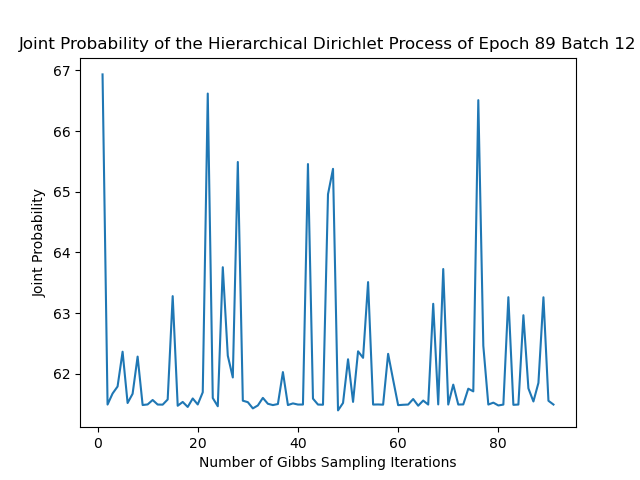 Joint Probability of the Hierarchical Dirichlet Process of Epoch 89 Batch 12
67
66
65
64
63
62
Joint Probability
0 20 40 60 80
Number of Gibbs Sampling Iterations